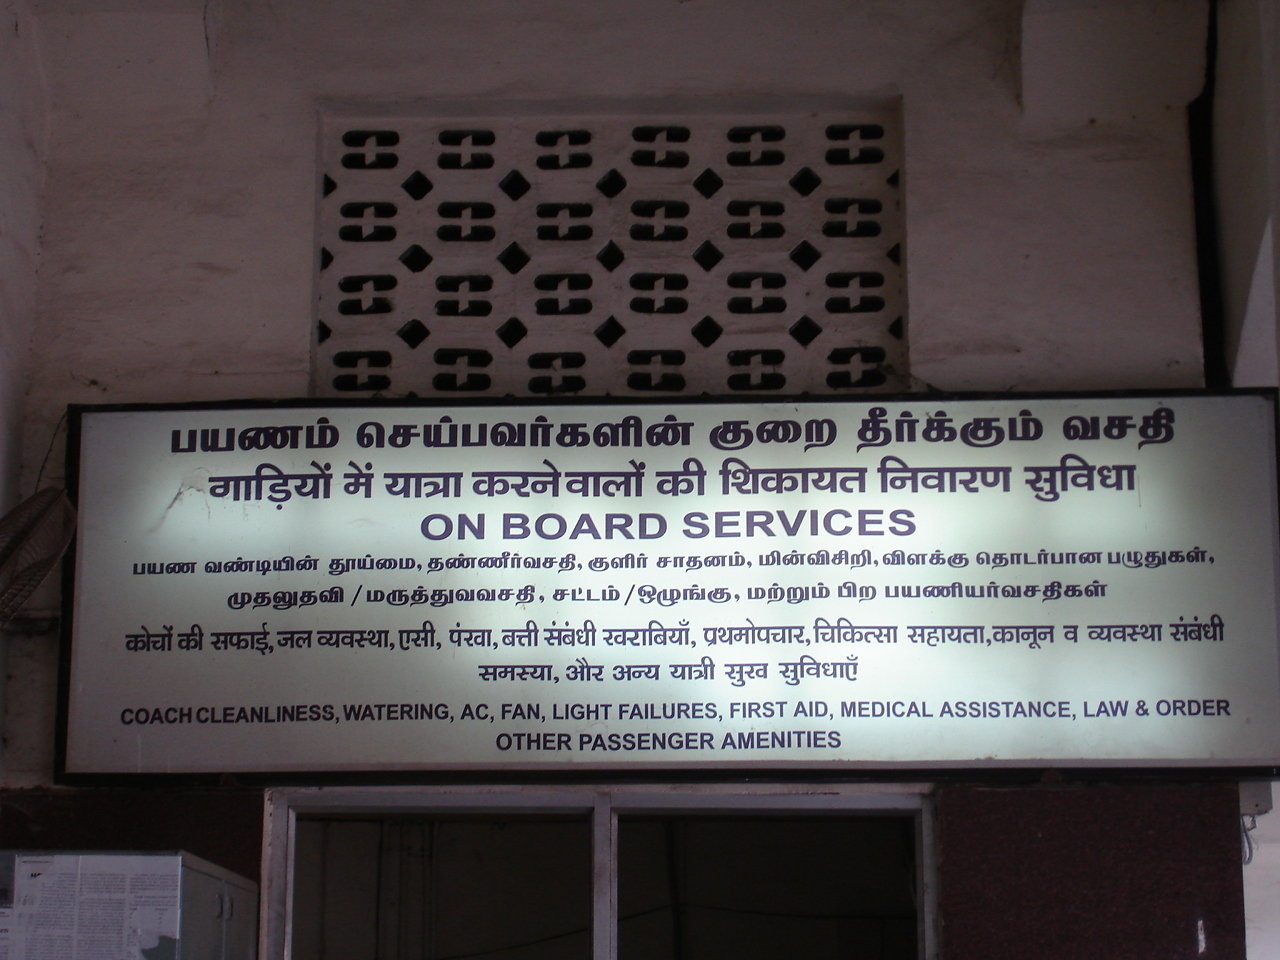 பயணம் செய்பவர்களின் குறை தீர்க்கும் வசதி
गाड़ियों में यात्रा करनेवालों की शिकायत निवारण सुविधा
ON BOARD SERVICES
பயண வண்டியின் தூய்மை, தண்ணீர்வசதி, குளிர் சாதனம், மின்விசிறி, விளக்கு தொடர்பான பழுதுகள்,
முதலுதவி / மருத்துவவசதி, சட்டம் / ஒழுங்கு, மற்றும் பிற பயணியர்வசதிகள்
कोचों की सफाई, जल व्यवस्था, एसी, पंरवा, बत्ती संबंधी खराबियाँ, प्रथमोपचार, चिकित्सा सहायता, कानून व व्यवस्था संबंधी
समस्या, और अन्य यात्री सुख सुविधाएँ
COACH CLEANLINESS, WATERING, AC, FAN, LIGHT FAILURES, FIRST AID, MEDICAL ASSISTANCE, LAW & ORDER
OTHER PASSENGER AMENITIES